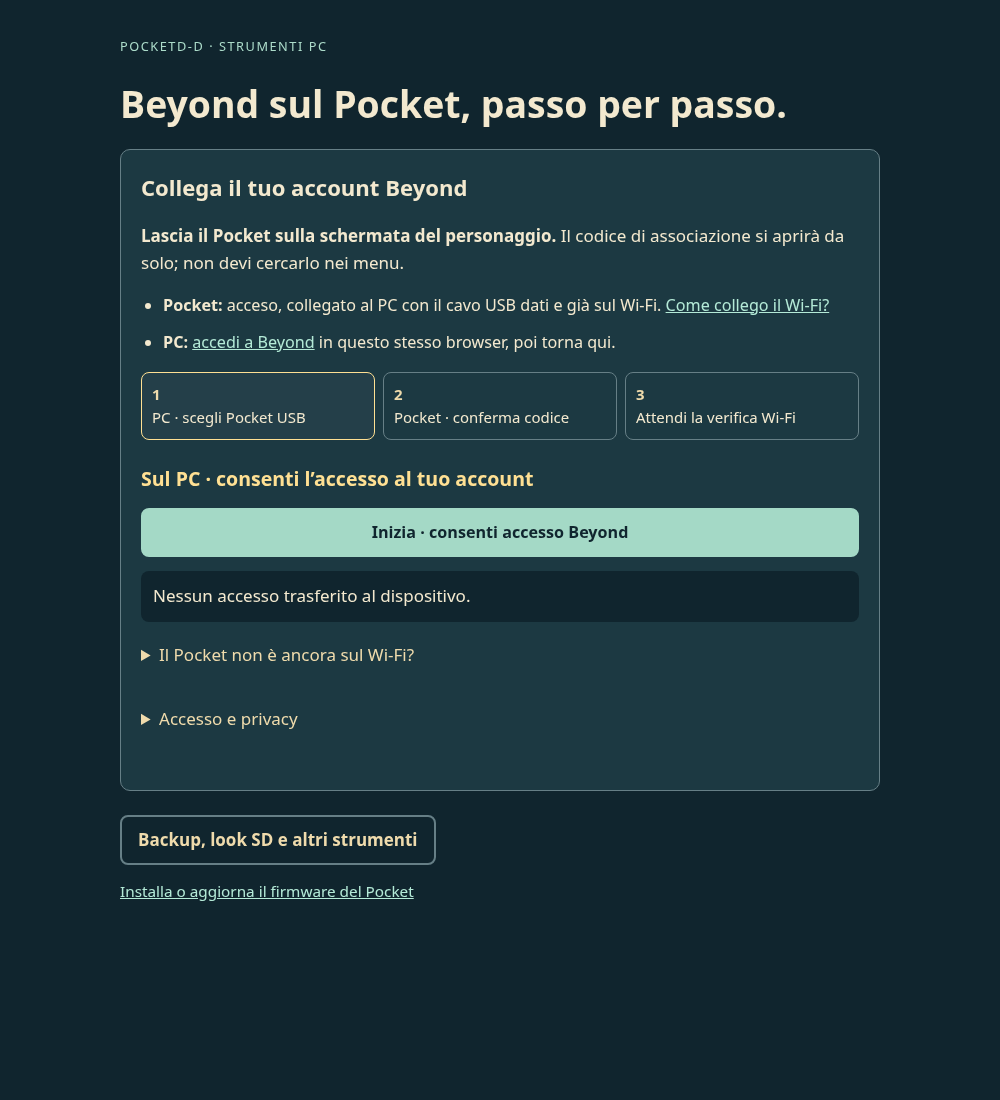 POCKETD-D · STRUMENTI PC
Beyond sul Pocket, passo per passo.
Collega il tuo account Beyond
Lascia il Pocket sulla schermata del personaggio. Il codice di associazione si aprirà da
solo; non devi cercarlo nei menu.
• Pocket: acceso, collegato al PC con il cavo USB dati e già sul Wi-Fi. Come collego il Wi-Fi?
• PC: accedi a Beyond in questo stesso browser, poi torna qui.
1
PC · scegli Pocket USB
2
Pocket · conferma codice
3
Attendi la verifica Wi-Fi
Sul PC · consenti l’accesso al tuo account
Inizia · consenti accesso Beyond
Nessun accesso trasferito al dispositivo.
Il Pocket non è ancora sul Wi-Fi?
Accesso e privacy
Backup, look SD e altri strumenti
Installa o aggiorna il firmware del Pocket